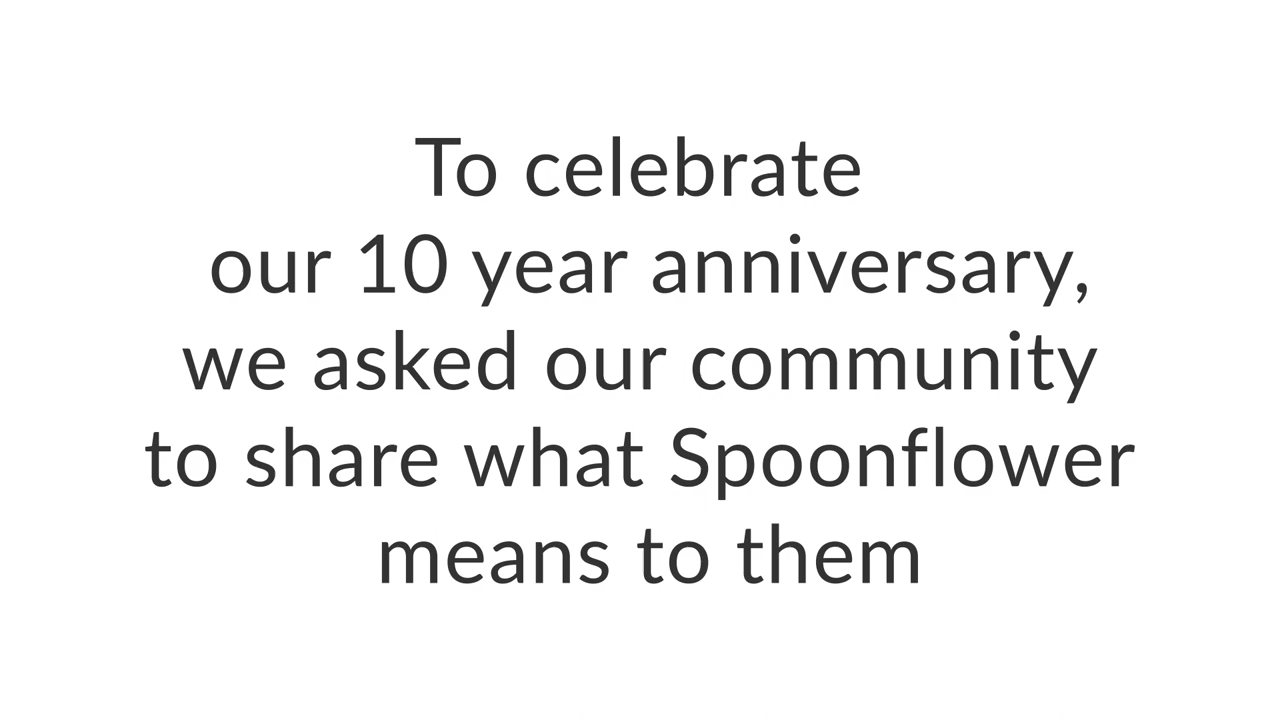 To celebrate
our 10 year anniversary,
we asked our community
to share what Spoonflower
means to them